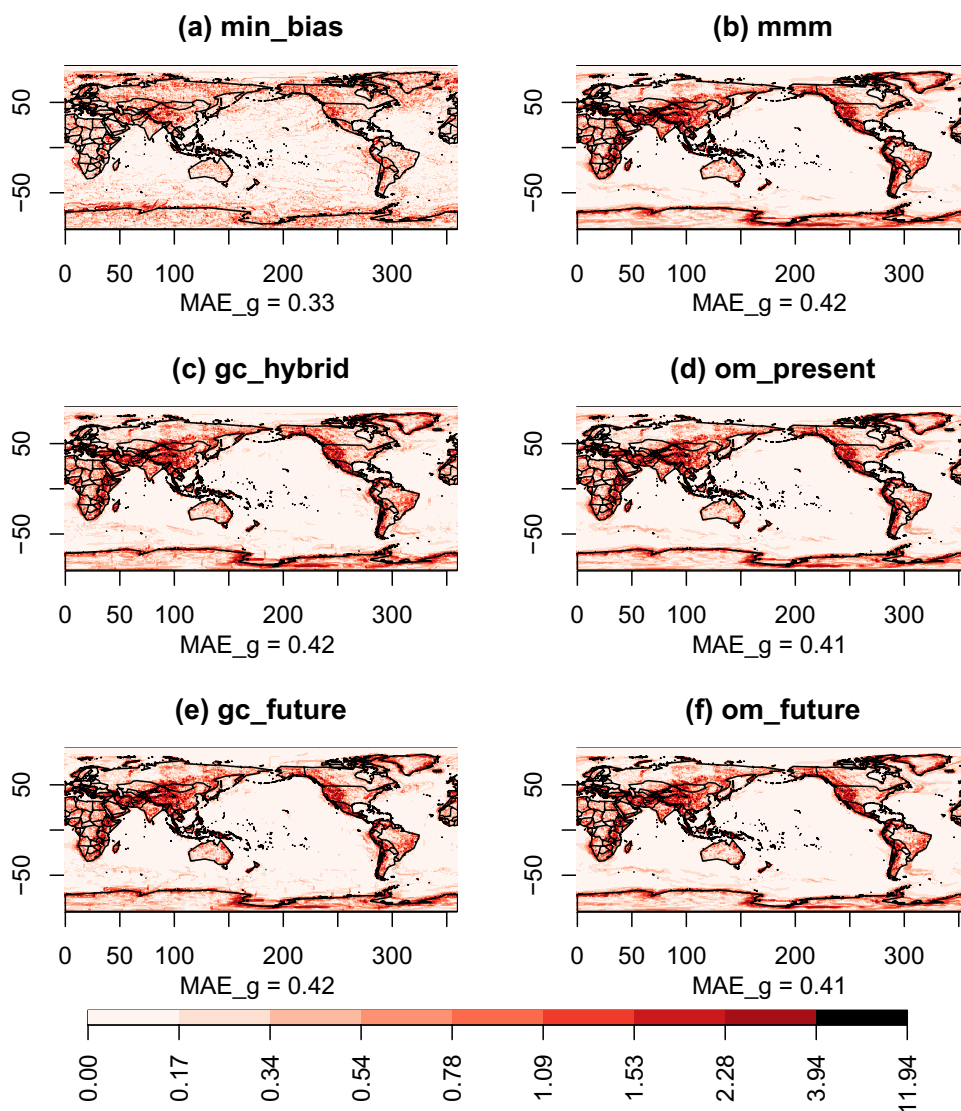 (a) min_bias
(b) mmm
50
−50
0 50 100 200 300
MAE_g = 0.33
50
−50
0 50 100 200 300
MAE_g = 0.42
(c) gc_hybrid
(d) om_present
50
−50
0 50 100 200 300
MAE_g = 0.42
50
−50
0 50 100 200 300
MAE_g = 0.41
(e) gc_future
(f) om_future
50
−50
0 50 100 200 300
MAE_g = 0.42
50
−50
0 50 100 200 300
MAE_g = 0.41
0.00 0.17 0.34 0.54 0.78 1.09 1.53 2.28 3.94 11.94